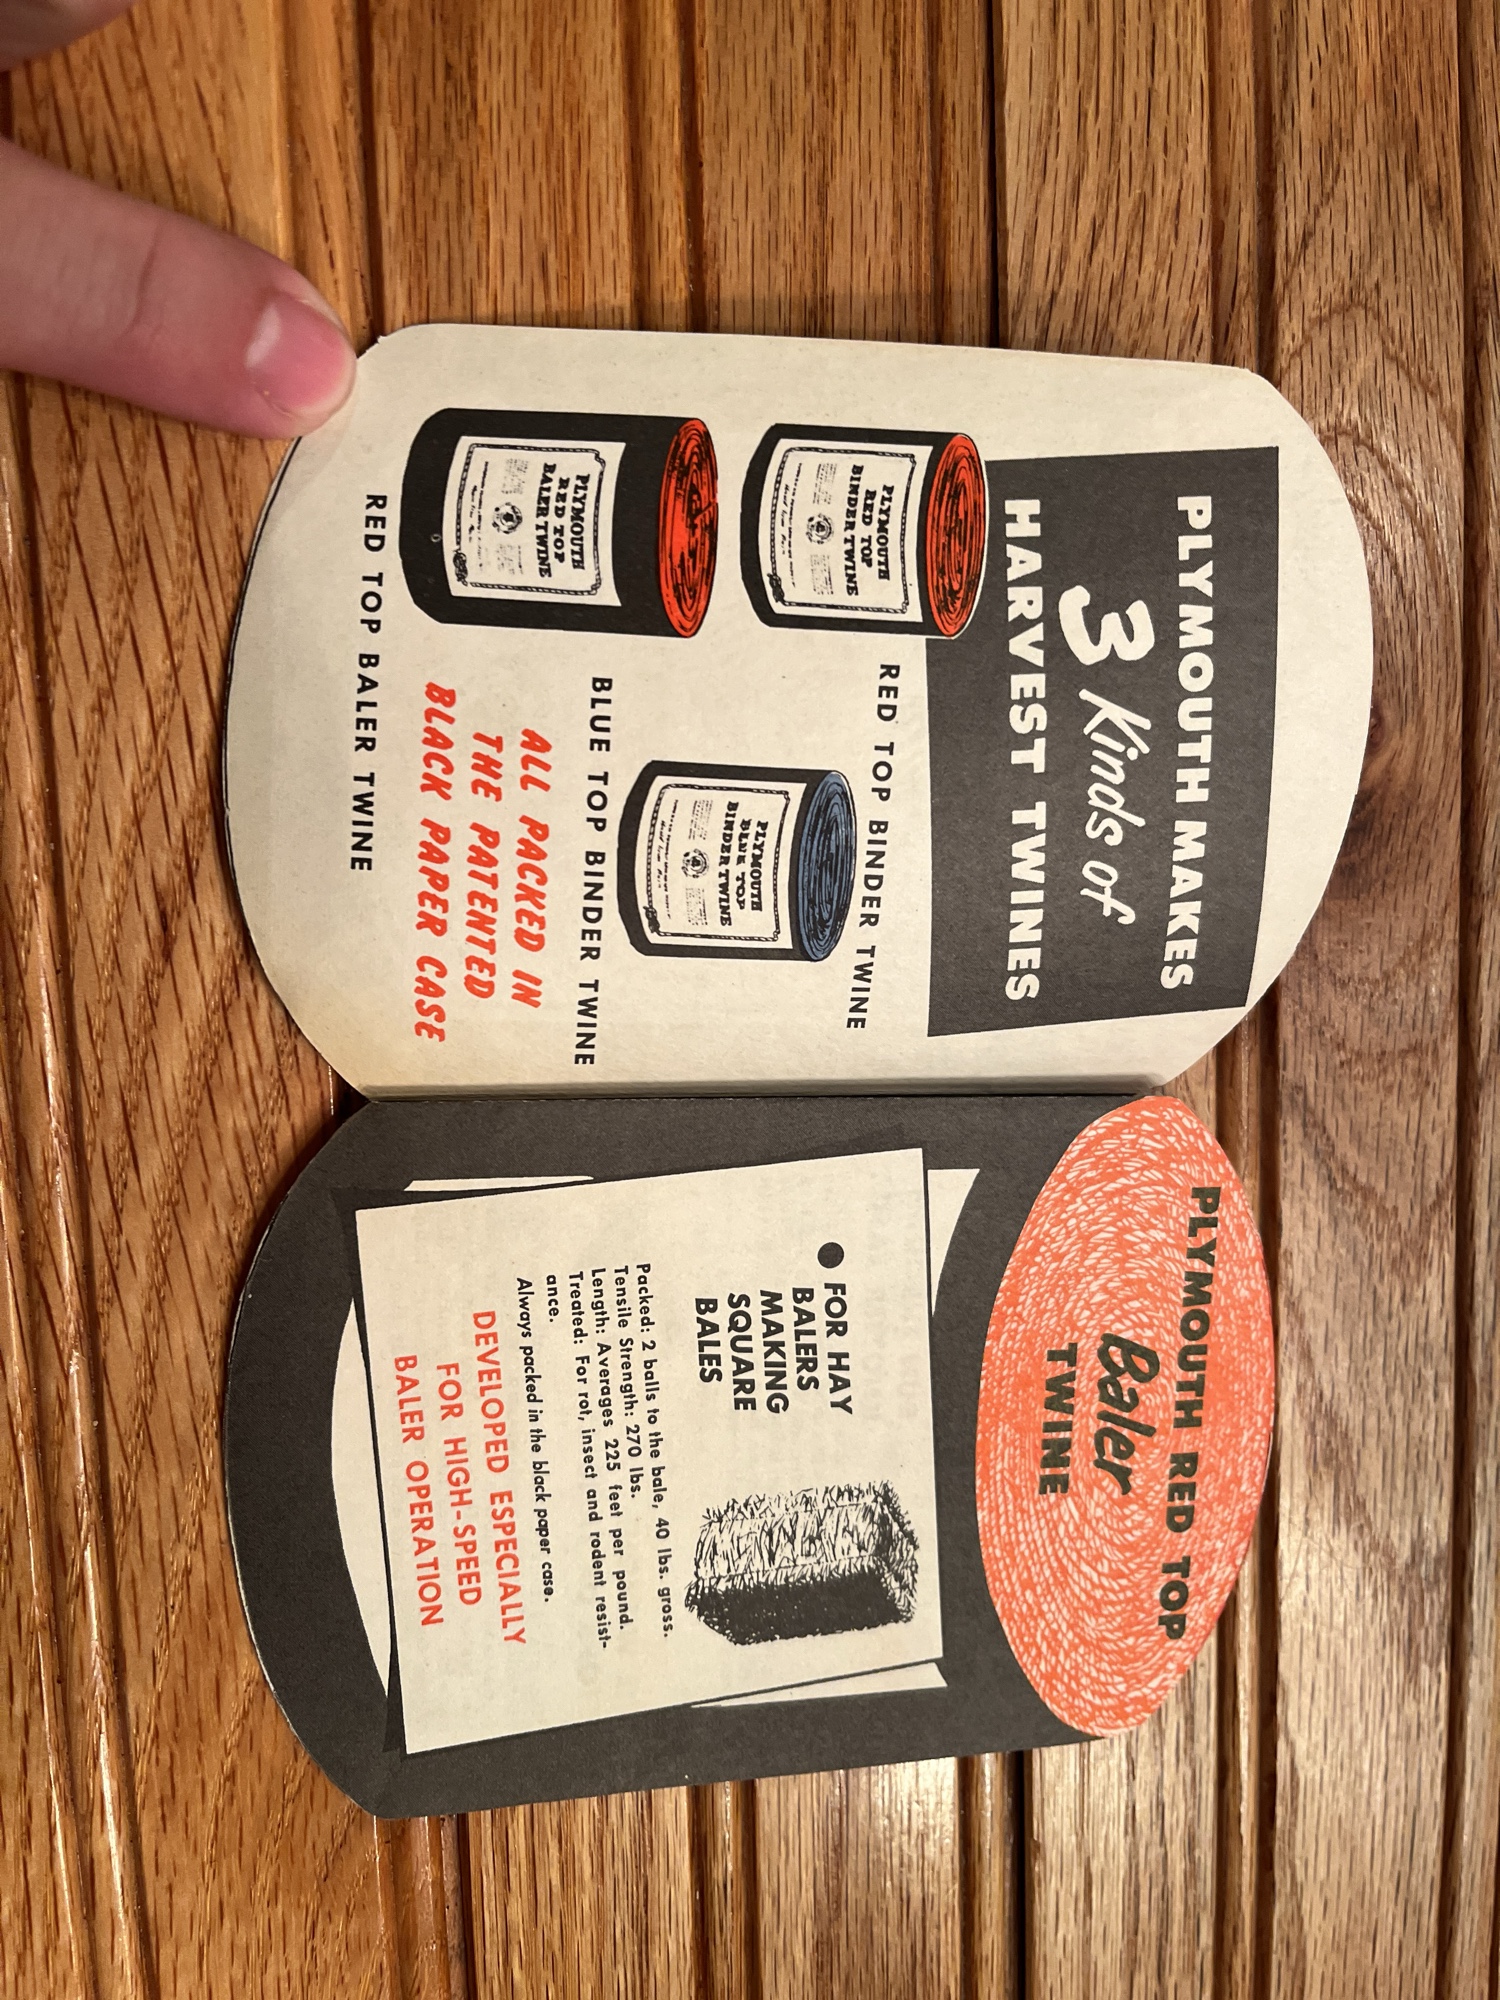 PLYMOUTH MAKES
3 Kinds of
HARVEST TWINES
PLYMOUTH
RED TOP
BINDER TWINE
RED TOP BINDER TWINE
PLYMOUTH
BLUE TOP
BINDER TWINE
BLUE TOP BINDER TWINE
PLYMOUTH
RED TOP
BALER TWINE
ALL PACKED IN
THE PATENTED
BLACK PAPER CASE
RED TOP BALER TWINE
PLYMOUTH RED TOP
Baler
TWINE
● FOR HAY
BALERS
MAKING
SQUARE
BALES
Packed: 2 balls to the bale, 40 lbs. gross.
Tensile Strength: 270 lbs.
Length: Averages 225 feet per pound.
Treated: For rot, insect and rodent resist-
ance.
Always packed in the black paper case.
DEVELOPED ESPECIALLY
FOR HIGH-SPEED
BALER OPERATION